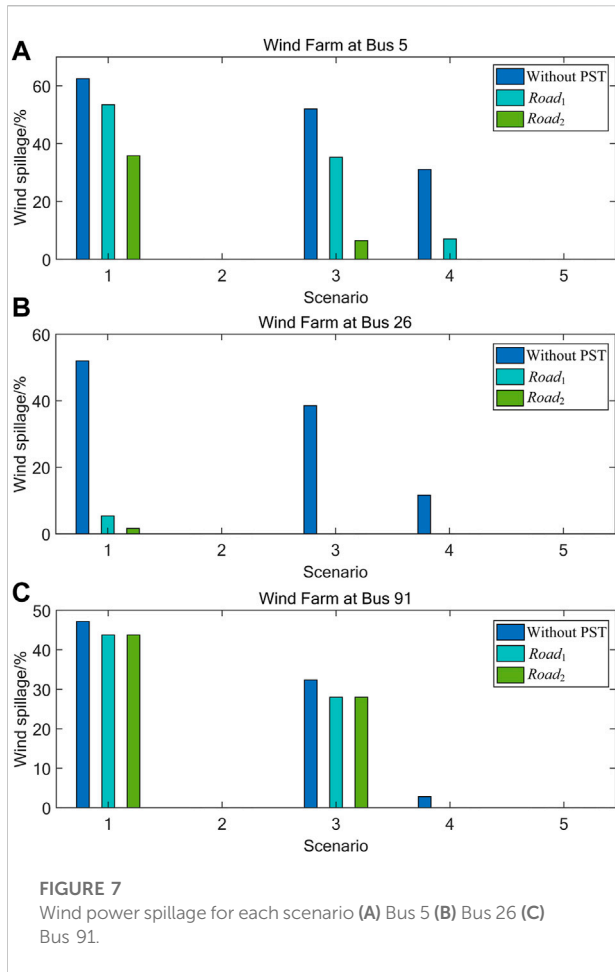 A
Wind Farm at Bus 5
Wind spillage/%
60
40
20
0
Without PST
Road₁
Road₂
1 2 3 4 5
Scenario
B
Wind Farm at Bus 26
Wind spillage/%
60
40
20
0
Without PST
Road₁
Road₂
1 2 3 4 5
Scenario
C
Wind Farm at Bus 91
Wind spillage/%
50
40
30
20
10
0
Without PST
Road₁
Road₂
1 2 3 4 5
Scenario
FIGURE 7
Wind power spillage for each scenario (A) Bus 5 (B) Bus 26 (C)
Bus 91.